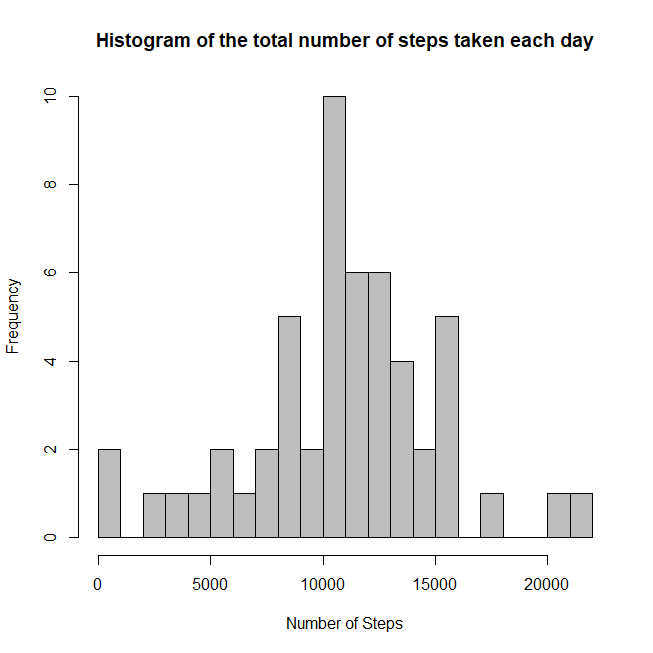 Histogram of the total number of steps taken each day
10
8
6
4
2
0
Frequency
0 5000 10000 15000 20000
Number of Steps